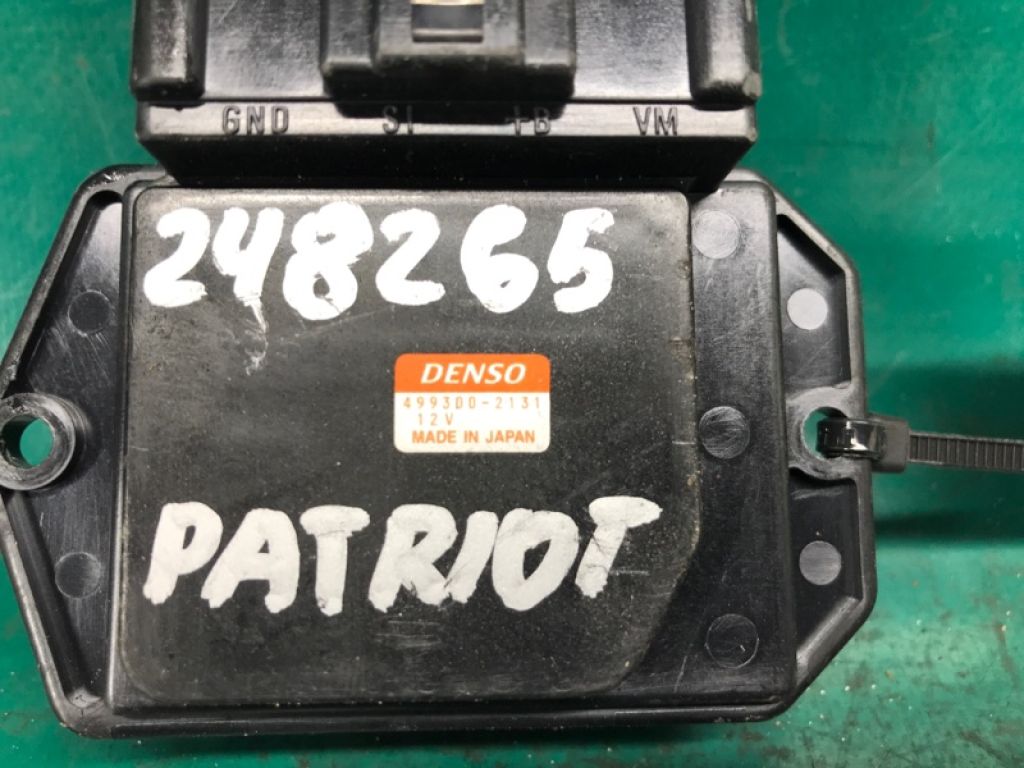 GND SI +B VM
248265
DENSO
499300-2131
12V
MADE IN JAPAN
PATRIOT